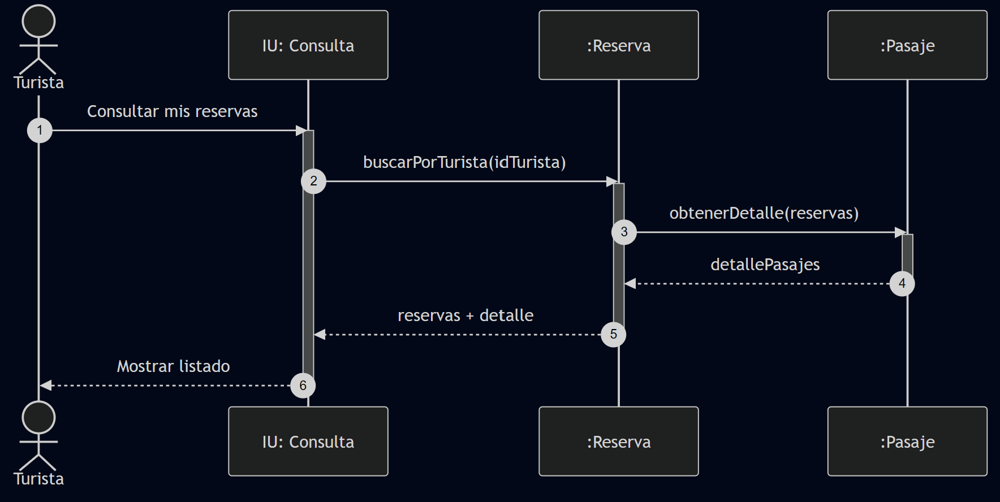 Turista
IU: Consulta
:Reserva
:Pasaje
Consultar mis reservas
1
buscarPorTurista(idTurista)
2
obtenerDetalle(reservas)
3
detallePasajes
4
reservas + detalle
5
Mostrar listado
6
Turista
IU: Consulta
:Reserva
:Pasaje